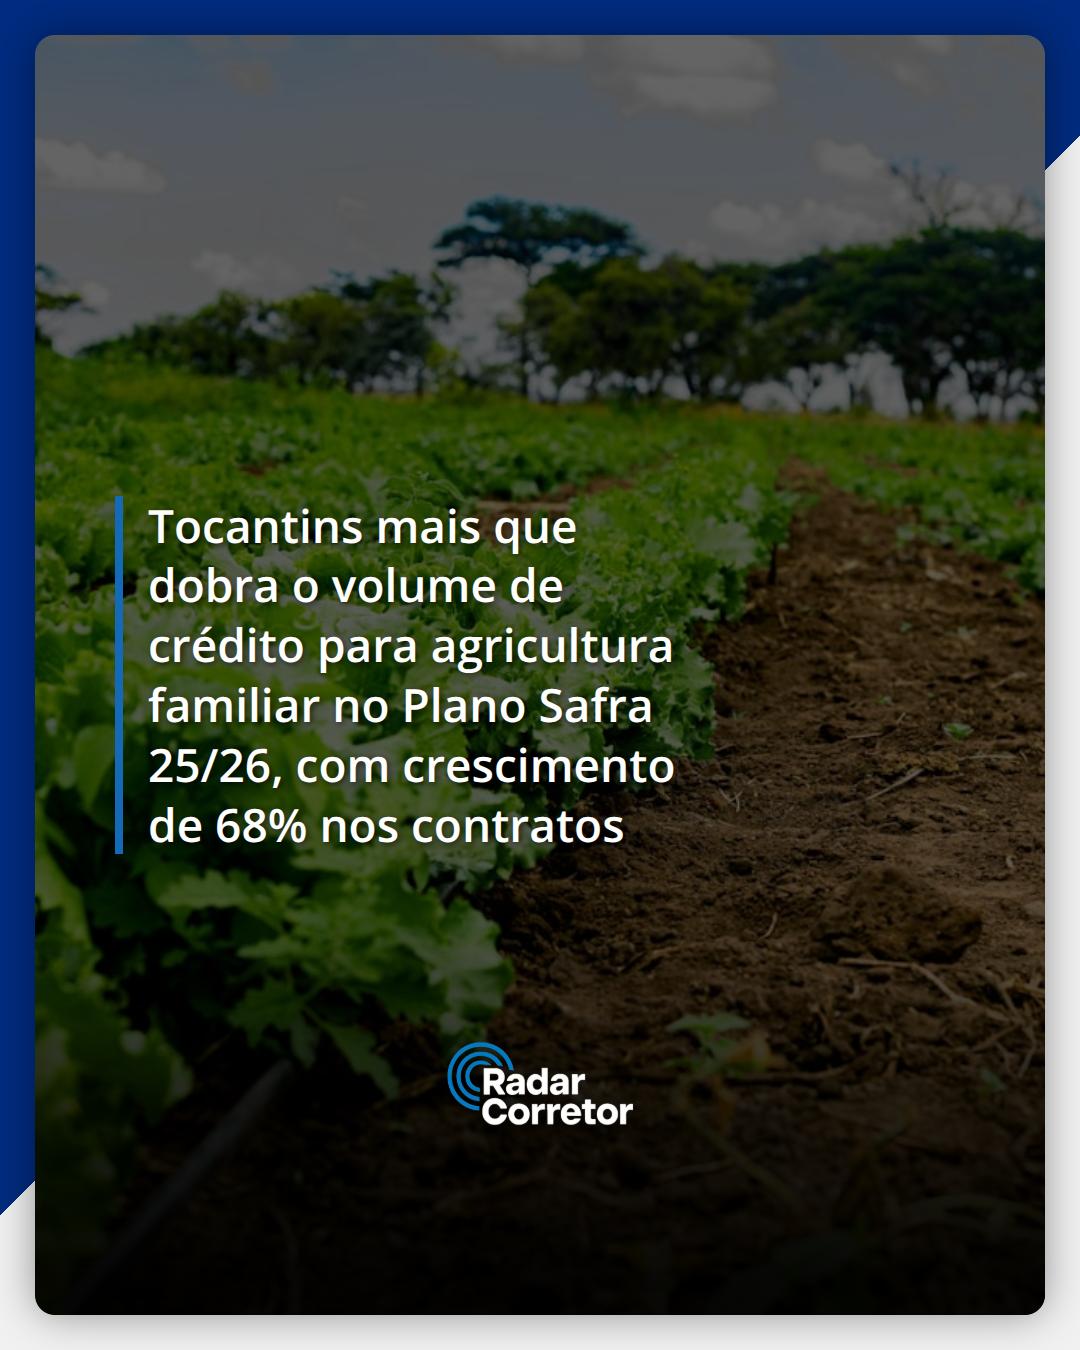 Tocantins mais que
dobra o volume de
crédito para agricultura
familiar no Plano Safra
25/26, com crescimento
de 68% nos contratos
Radar
Corretor